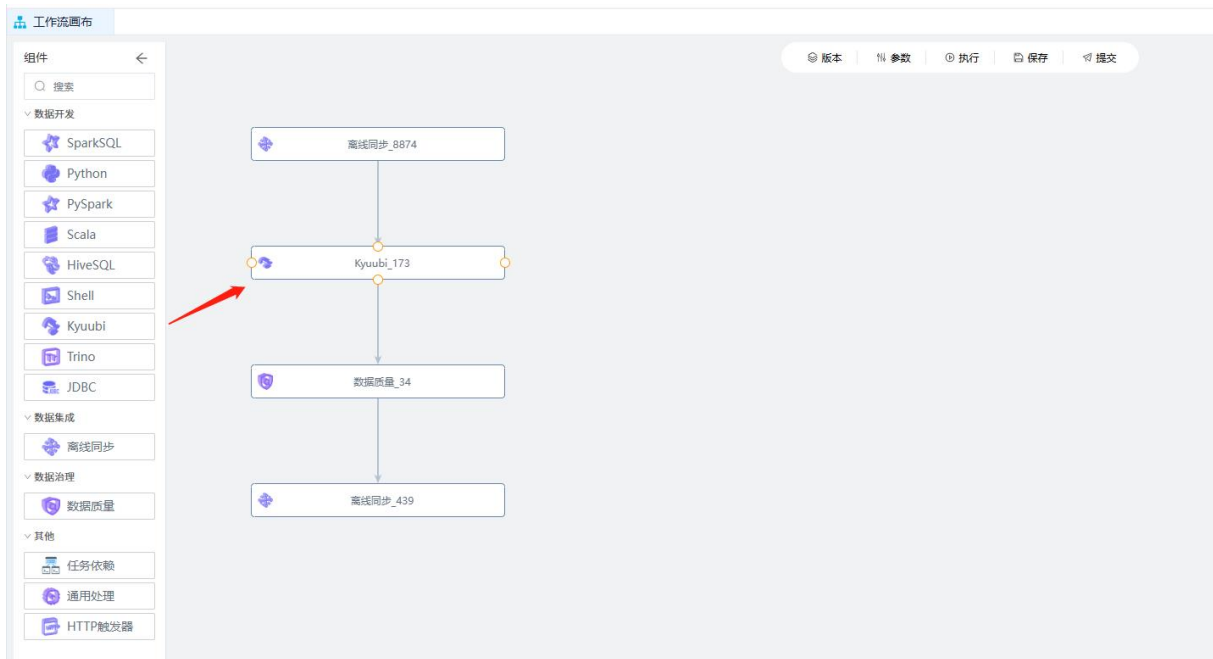 工作流画布
组件
搜索
数据开发
SparkSQL
Python
PySpark
Scala
HiveSQL
Shell
Kyuubi
Trino
JDBC
数据集成
离线同步
数据治理
数据质量
其他
任务依赖
通用处理
HTTP触发器
版本 参数 执行 保存 提交
离线同步_8874
Kyuubi_173
数据质量_34
离线同步_439